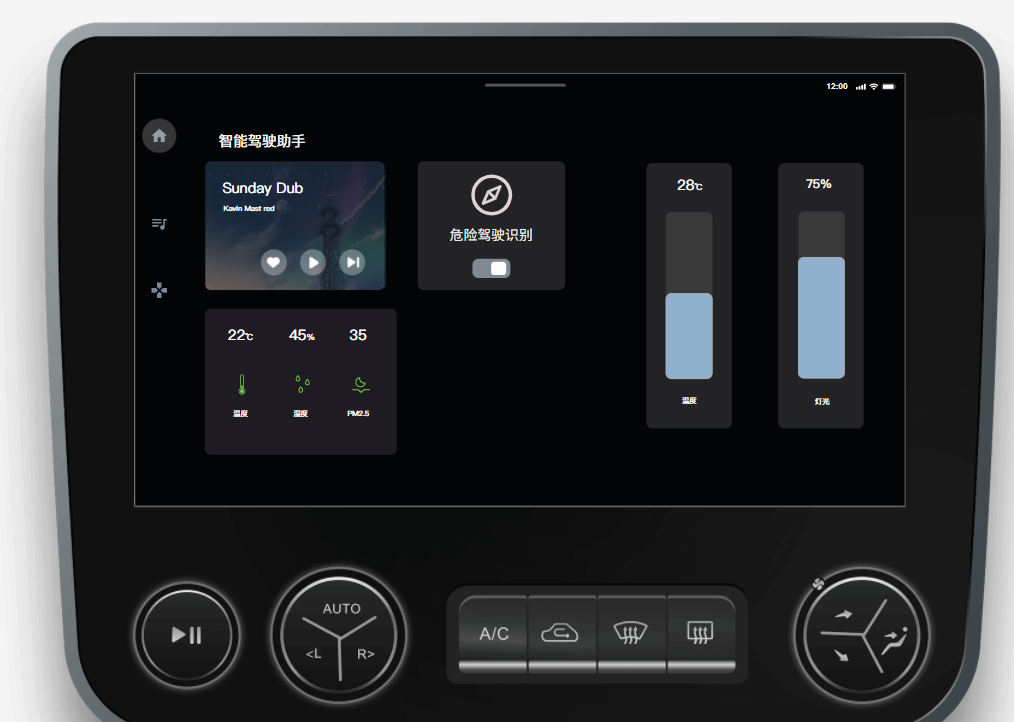 12:00
智能驾驶助手
Sunday Dub
Kavin Mast red
危险驾驶识别
28℃
75%
22℃
45%
35
温度
湿度
PM2.5
温度
灯光
AUTO
<L
R>
A/C